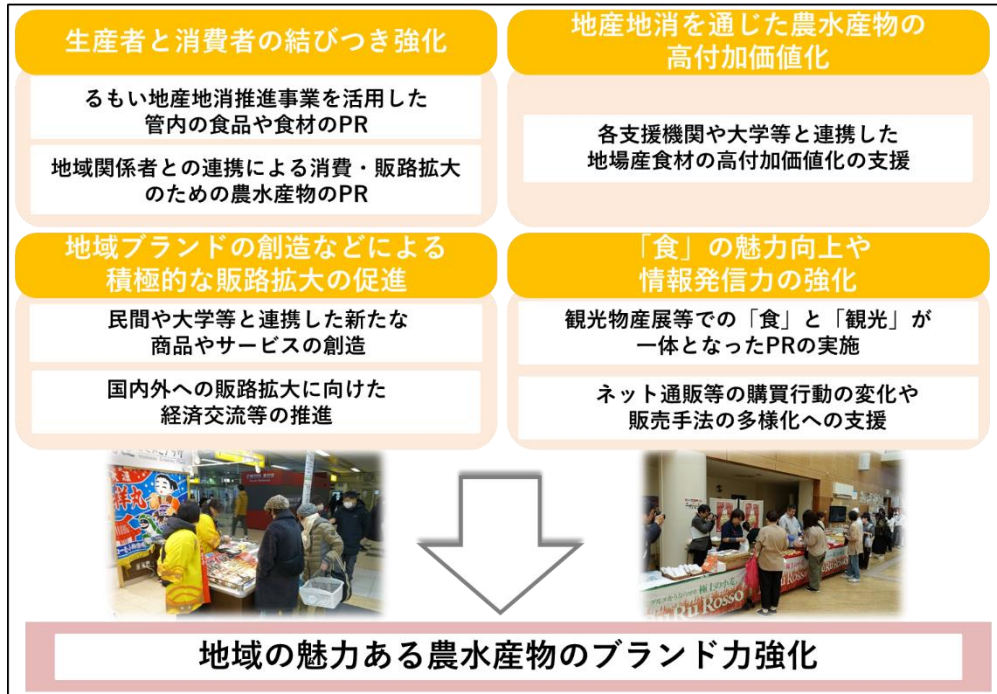 生産者と消費者の結びつき強化
るもい地産地消推進事業を活用した
管内の食品や食材のPR
地域関係者との連携による消費・販路拡大
のための農水産物のPR
地産地消を通じた農水産物の
高付加価値化
各支援機関や大学等と連携した
地場産食材の高付加価値化の支援
地域ブランドの創造などによる
積極的な販路拡大の促進
民間や大学等と連携した新たな
商品やサービスの創造
国内外への販路拡大に向けた
経済交流等の推進
「食」の魅力向上や
情報発信力の強化
観光物産展等での「食」と「観光」が
一体となったPRの実施
ネット通販等の購買行動の変化や
販売手法の多様化への支援
祥丸
極上の小麦
RuRu Rosso
地域の魅力ある農水産物のブランド力強化